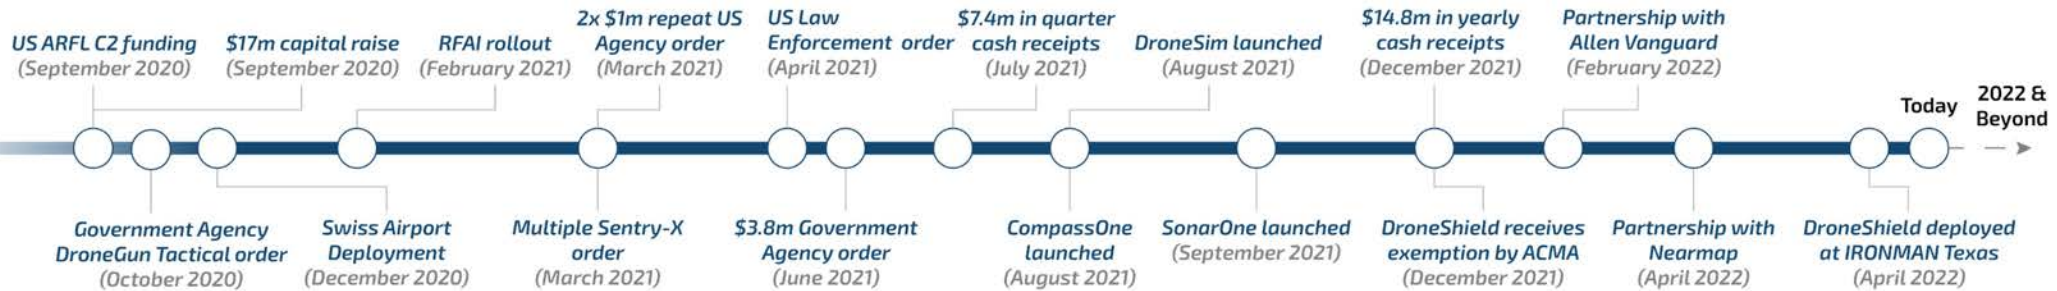 US ARFL C2 funding
(September 2020)
$17m capital raise
(September 2020)
RFAI rollout
(February 2021)
2x $1m repeat US
Agency order
(March 2021)
US Law
Enforcement order
(April 2021)
$7.4m in quarter
cash receipts
(July 2021)
DroneSim launched
(August 2021)
$14.8m in yearly
cash receipts
(December 2021)
Partnership with
Allen Vanguard
(February 2022)
Today
2022 &
Beyond
Government Agency
DroneGun Tactical order
(October 2020)
Swiss Airport
Deployment
(December 2020)
Multiple Sentry-X
order
(March 2021)
$3.8m Government
Agency order
(June 2021)
CompassOne
launched
(August 2021)
SonarOne launched
(September 2021)
DroneShield receives
exemption by ACMA
(December 2021)
Partnership with
Nearmap
(April 2022)
DroneShield deployed
at IRONMAN Texas
(April 2022)